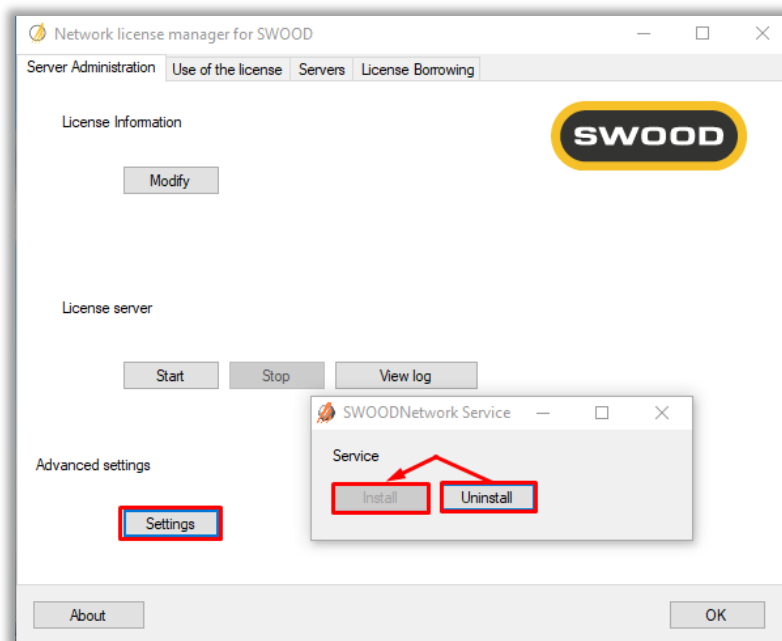 Network license manager for SWOOD
Server Administration Use of the license Servers License Borrowing
License Information
SWOOD
Modify
License server
Start Stop View log
SWOODNetwork Service
Service
Install Uninstall
Advanced settings
Settings
About OK